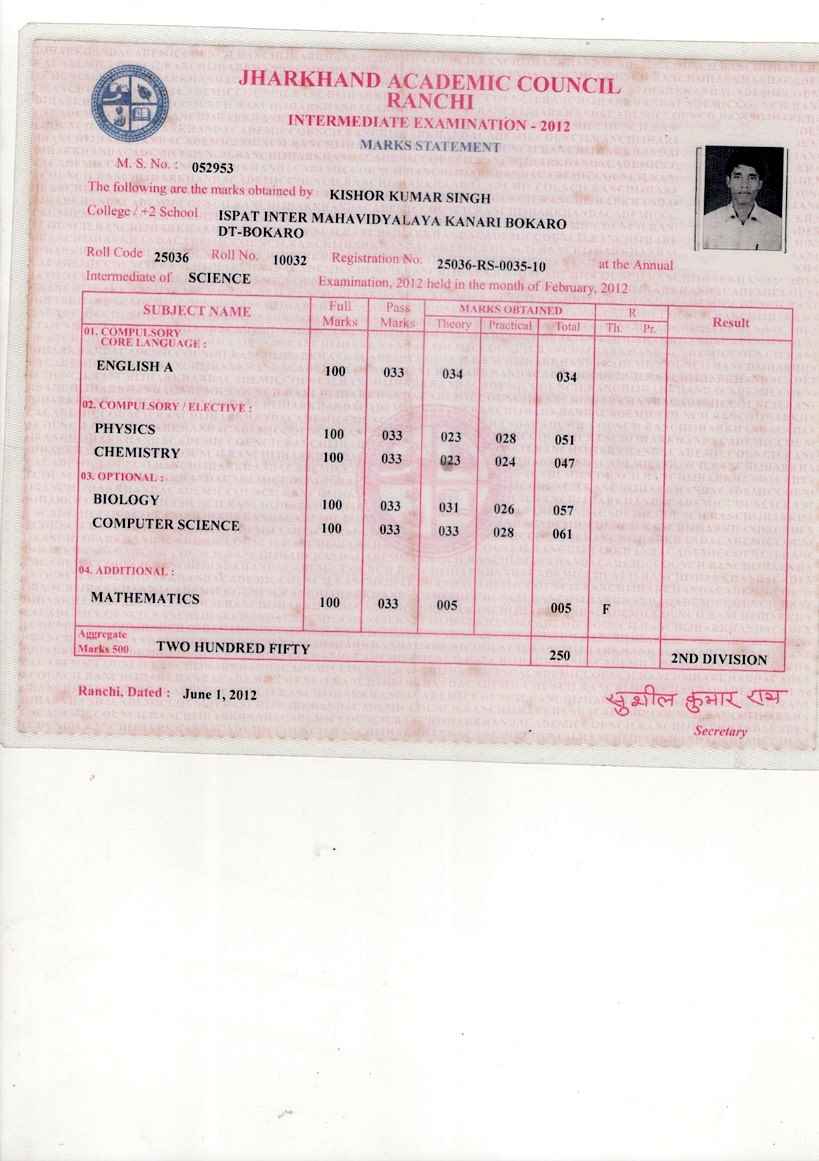 JHARKHAND ACADEMIC COUNCIL
RANCHI
INTERMEDIATE EXAMINATION - 2012
MARKS STATEMENT
M. S. No. : 052953
The following are the marks obtained by KISHOR KUMAR SINGH
College / +2 School ISPAT INTER MAHAVIDYALAYA KANARI BOKARO
DT-BOKARO
Roll Code 25036 Roll No. 10032 Registration No. 25036-RS-0035-10 at the Annual
Intermediate of SCIENCE Examination, 2012 held in the month of February, 2012
SUBJECT NAME Full Marks Pass Marks MARKS OBTAINED R Result
Theory Practical Total Th. Pr.
01. COMPULSORY
CORE LANGUAGE :
ENGLISH A 100 033 034 034
02. COMPULSORY / ELECTIVE :
PHYSICS 100 033 023 028 051
CHEMISTRY 100 033 023 024 047
03. OPTIONAL :
BIOLOGY 100 033 031 026 057
COMPUTER SCIENCE 100 033 033 028 061
04. ADDITIONAL :
MATHEMATICS 100 033 005 005 F
Aggregate
Marks 500 TWO HUNDRED FIFTY 250 2ND DIVISION
Ranchi, Dated : June 1, 2012
सुशील कुमार राय
Secretary